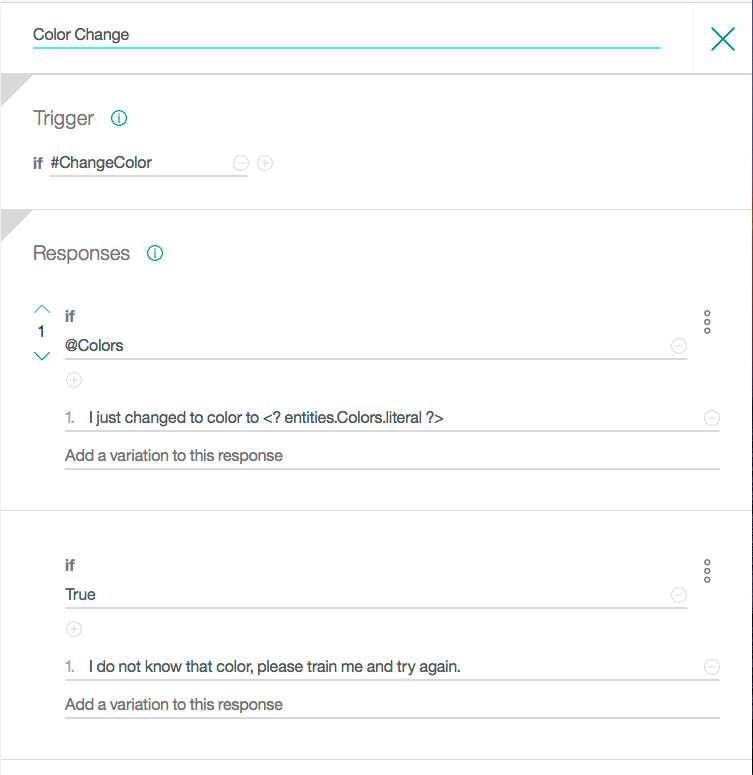 Color Change
Trigger
if #ChangeColor
Responses
if
1
@Colors
1. I just changed to color to <? entities.Colors.literal ?>
Add a variation to this response
if
True
1. I do not know that color, please train me and try again.
Add a variation to this response